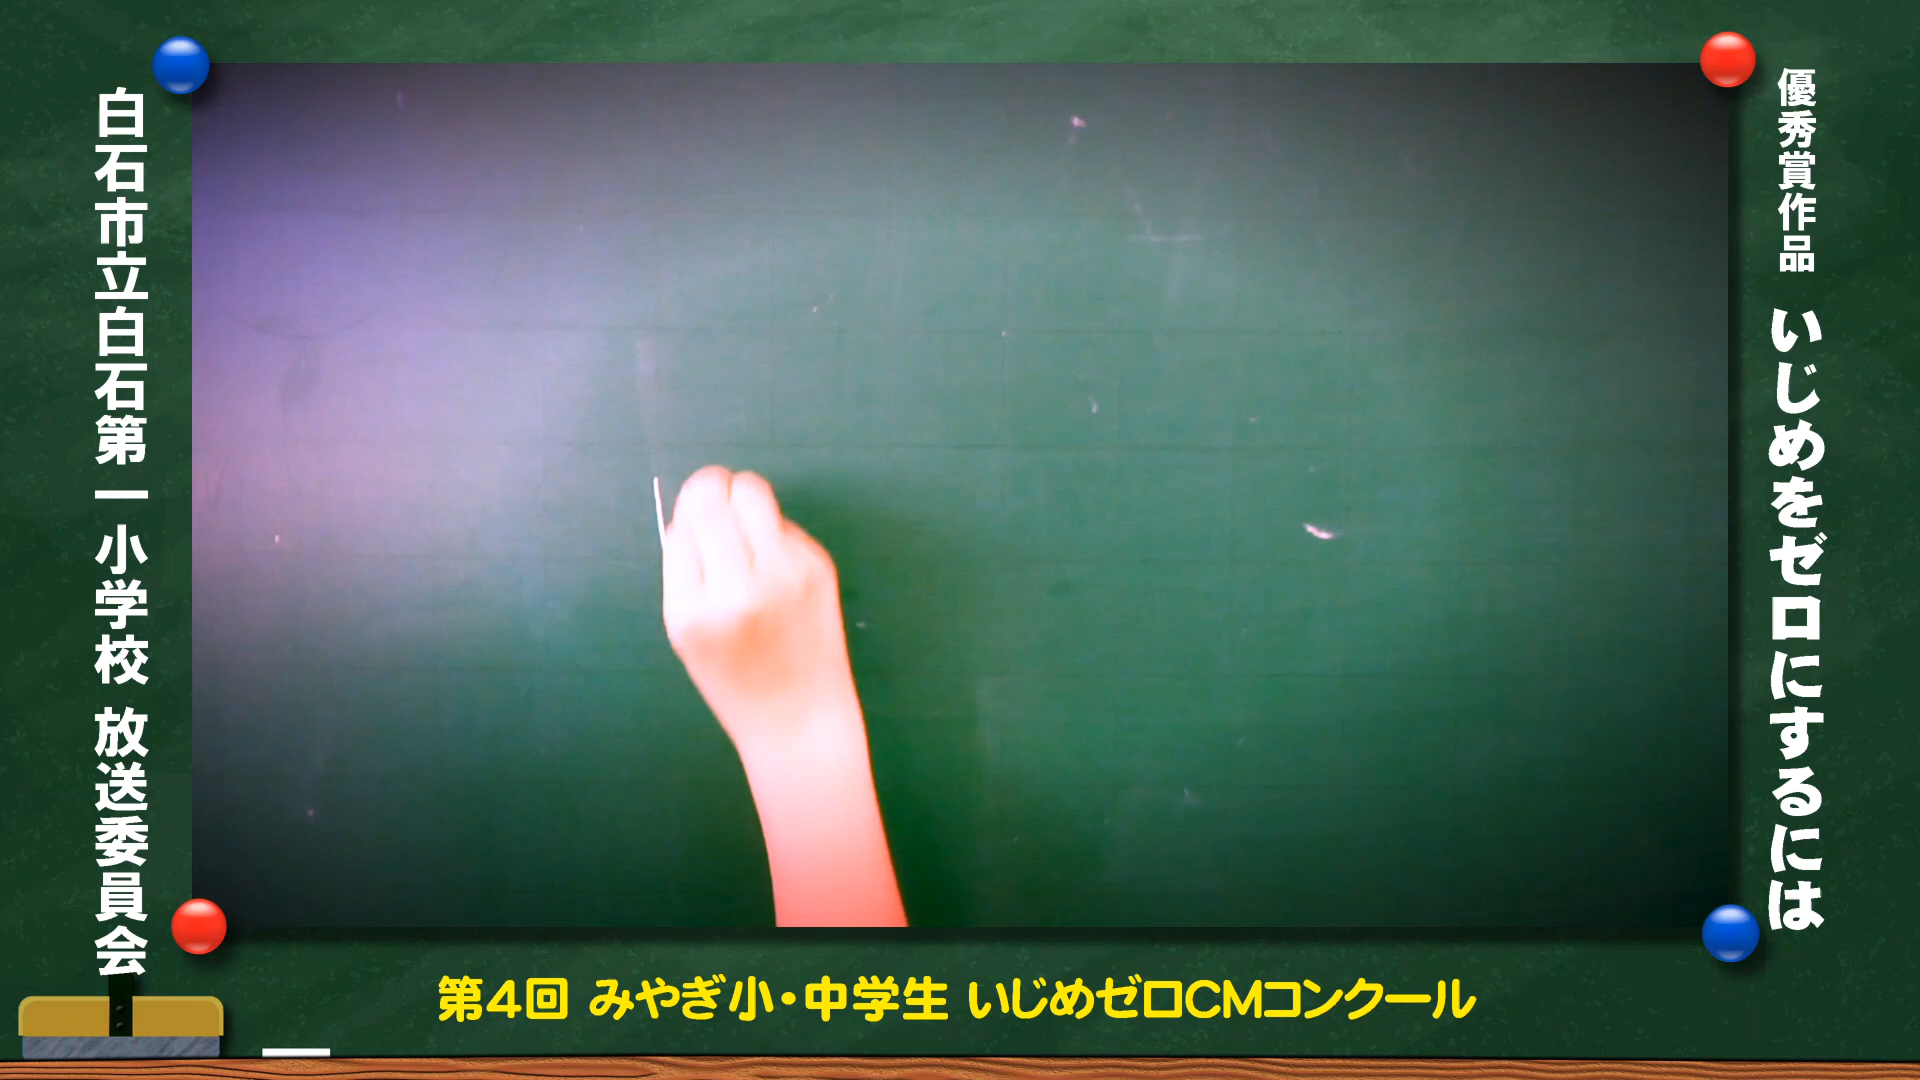 優秀賞作品 いじめをゼロにするには
白石市立白石第一小学校 放送委員会
第4回 みやぎ小・中学生 いじめゼロCMコンクール